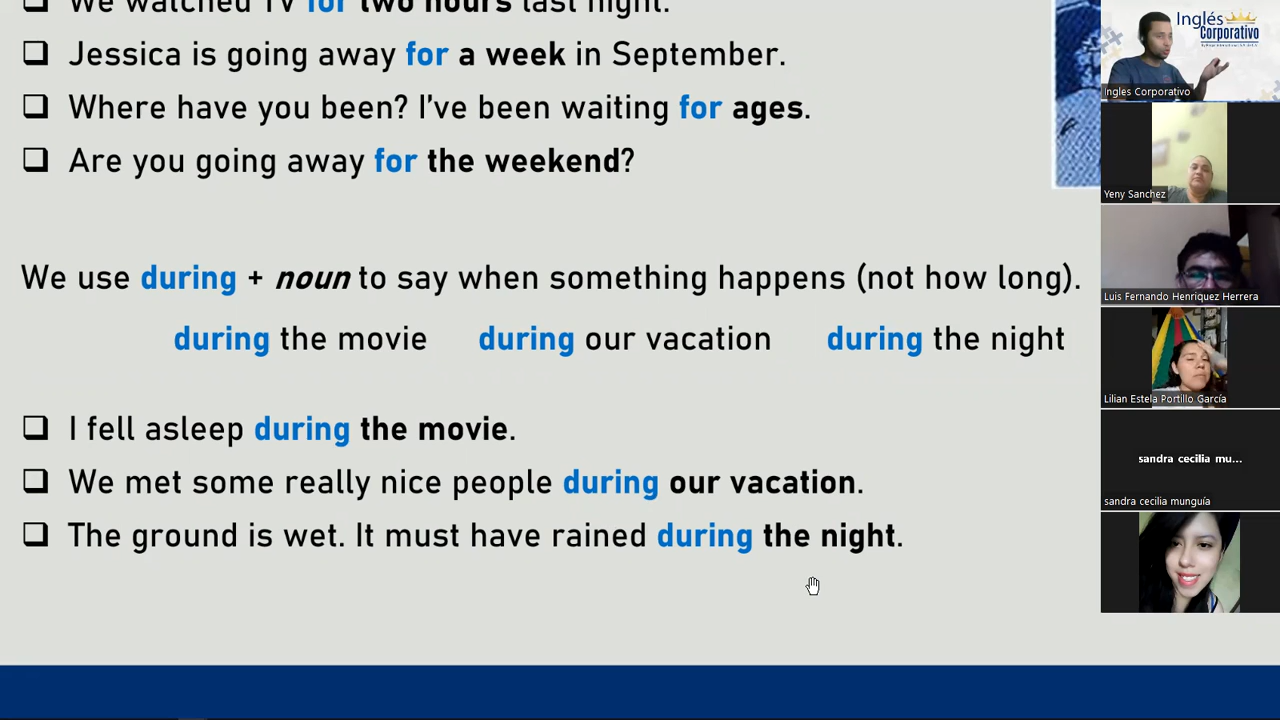 We watched TV for two hours last night.
Jessica is going away for a week in September.
Where have you been? I've been waiting for ages.
Are you going away for the weekend?
We use during + noun to say when something happens (not how long).
during the movie during our vacation during the night
I fell asleep during the movie.
We met some really nice people during our vacation.
The ground is wet. It must have rained during the night.
Inglés
Corporativo
Ingles Corporativo
Yeny Sanchez
Luis Fernando Henriquez Herrera
Lilian Estela Portillo García
sandra cecilia mu...
sandra cecilia munguía